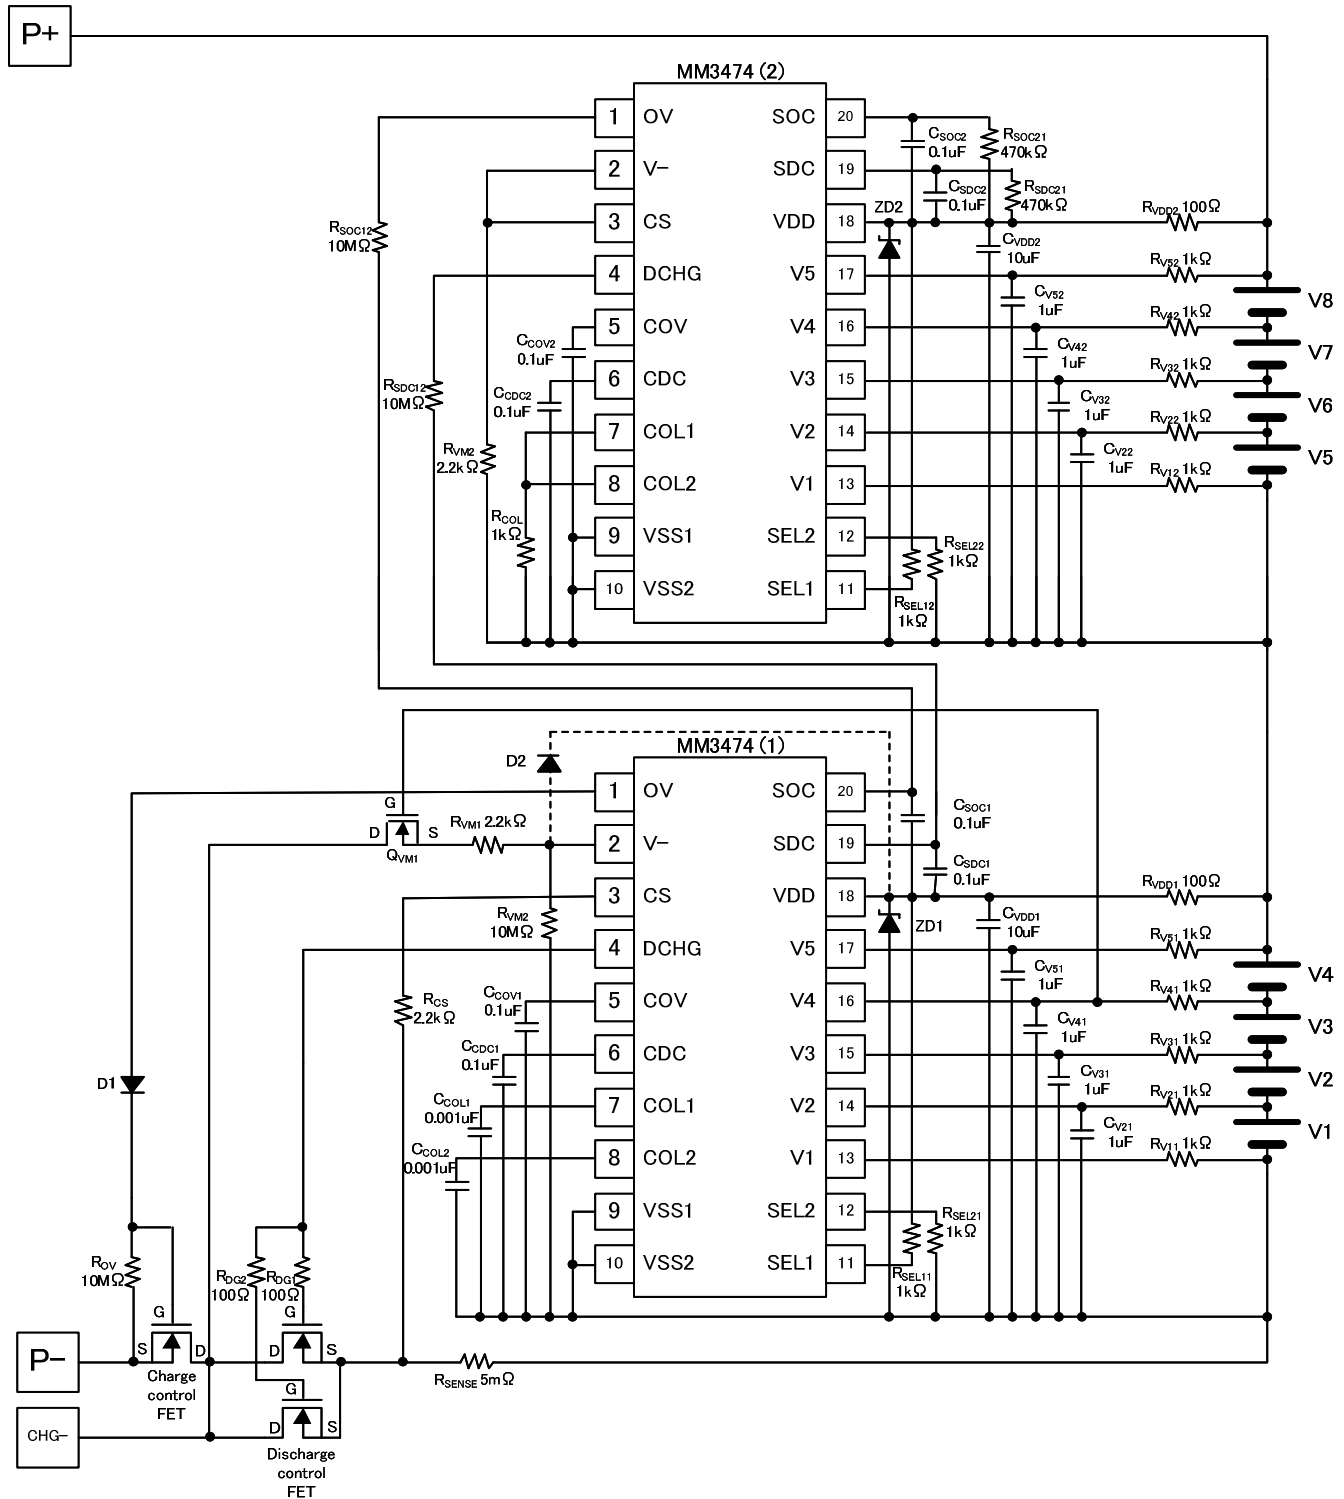 P+
MM3474 (2)
1 OV
2 V-
3 CS
4 DCHG
5 COV
6 CDC
7 COL1
8 COL2
9 VSS1
10 VSS2
SOC 20
SDC 19
VDD 18
V5 17
V4 16
V3 15
V2 14
V1 13
SEL2 12
SEL1 11
RSOC12
10MΩ
RSDC12
10MΩ
RVM2
2.2kΩ
RCOL
1kΩ
CCOV2
0.1uF
CCDC2
0.1uF
CSOC2
0.1uF
RSOC21
470kΩ
CSDC2
0.1uF
RSDC21
470kΩ
ZD2
CVDD2
10uF
CV52
1uF
CV42
1uF
CV32
1uF
CV22
1uF
RSEL22
1kΩ
RSEL12
1kΩ
RVDD2 100Ω
RV52 1kΩ
RV42 1kΩ
RV32 1kΩ
RV22 1kΩ
RV12 1kΩ
V8
V7
V6
V5
MM3474 (1)
1 OV
2 V-
3 CS
4 DCHG
5 COV
6 CDC
7 COL1
8 COL2
9 VSS1
10 VSS2
SOC 20
SDC 19
VDD 18
V5 17
V4 16
V3 15
V2 14
V1 13
SEL2 12
SEL1 11
D2
G
D
S
QVM1
RVM1 2.2kΩ
RVM2
10MΩ
RCS
2.2kΩ
CCOV1
0.1uF
CCDC1
0.1uF
CCOL1
0.001uF
CCOL2
0.001uF
CSOC1
0.1uF
CSDC1
0.1uF
ZD1
CVDD1
10uF
CV51
1uF
CV41
1uF
CV31
1uF
CV21
1uF
RSEL21
1kΩ
RSEL11
1kΩ
RVDD1 100Ω
RV51 1kΩ
RV41 1kΩ
RV31 1kΩ
RV21 1kΩ
RV11 1kΩ
V4
V3
V2
V1
D1
ROV
10MΩ
RDG2
100Ω
RDG1
100Ω
P-
G
S
D
Charge
control
FET
G
D
S
RSENSE 5mΩ
CHG-
G
D
S
Discharge
control
FET